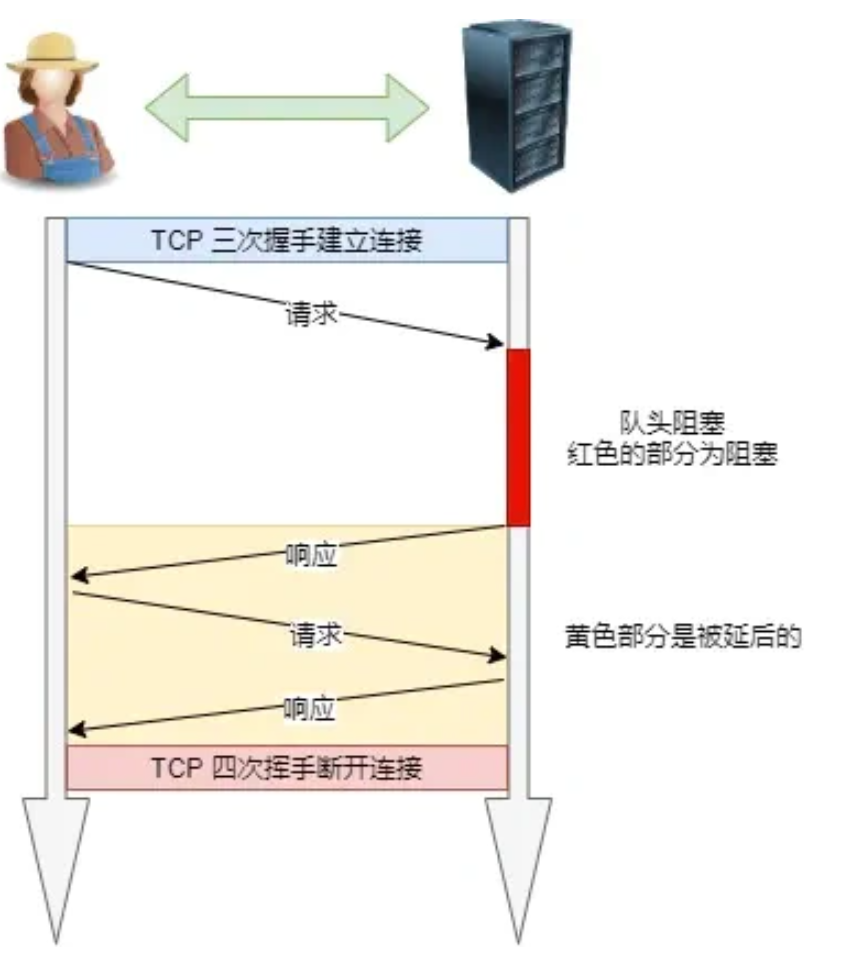 TCP 三次握手建立连接
请求
队头阻塞
红色的部分为阻塞
响应
请求
黄色部分是被延后的
响应
TCP 四次挥手断开连接